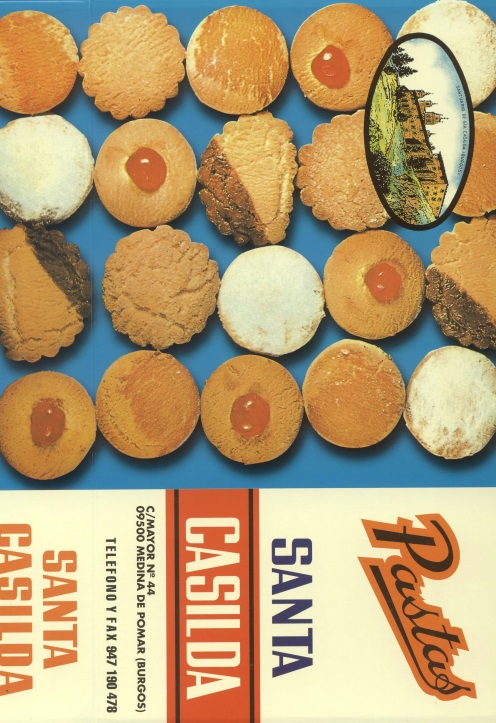 Pastas
SANTA
CASILDA
C/MAYOR Nº 44
09500 MEDINA DE POMAR (BURGOS)
TELEFONO Y FAX 947 190 478
SANTA
CASILDA